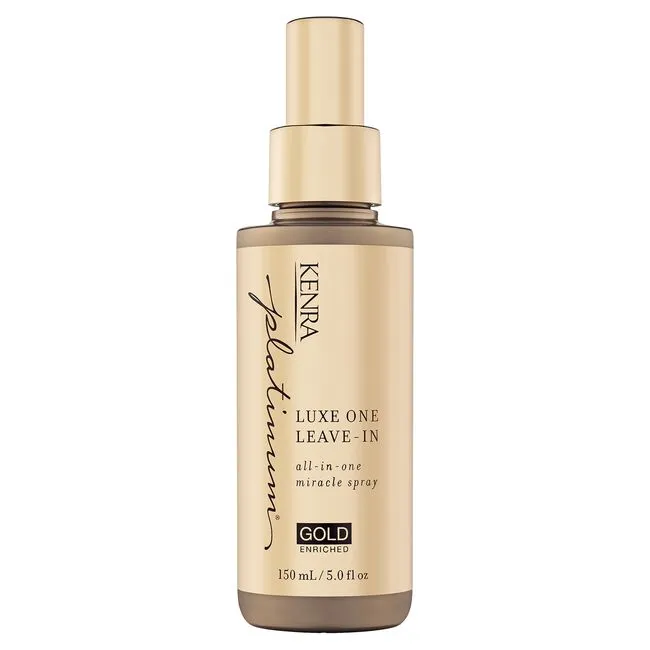 KENRA
platinum®
LUXE ONE
LEAVE-IN
all-in-one
miracle spray
GOLD
ENRICHED
150 mL/5.0 fl oz